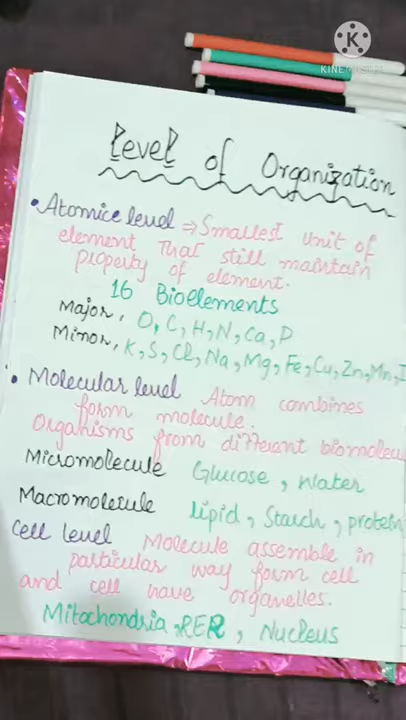 KINEMASTER
Level of Organization
• Atomice level ⇒ Smallest Unit of
element That still maintain
property of element.
16 Bioelements
Major, O, C, H, N, Ca, P
Minor, K, S, Cl, Na, Mg, Fe, Cu, Zn, Mn, I
• Molecular level Atom combines
form molecule.
Organisms from different biomolecu
Micromolecule Glucose, Water
Macromolecule lipid, Starch, protein
Cell level Molecule assemble in
particular way form cell
and cell have organelles.
Mitochondria, RER, Nucleus